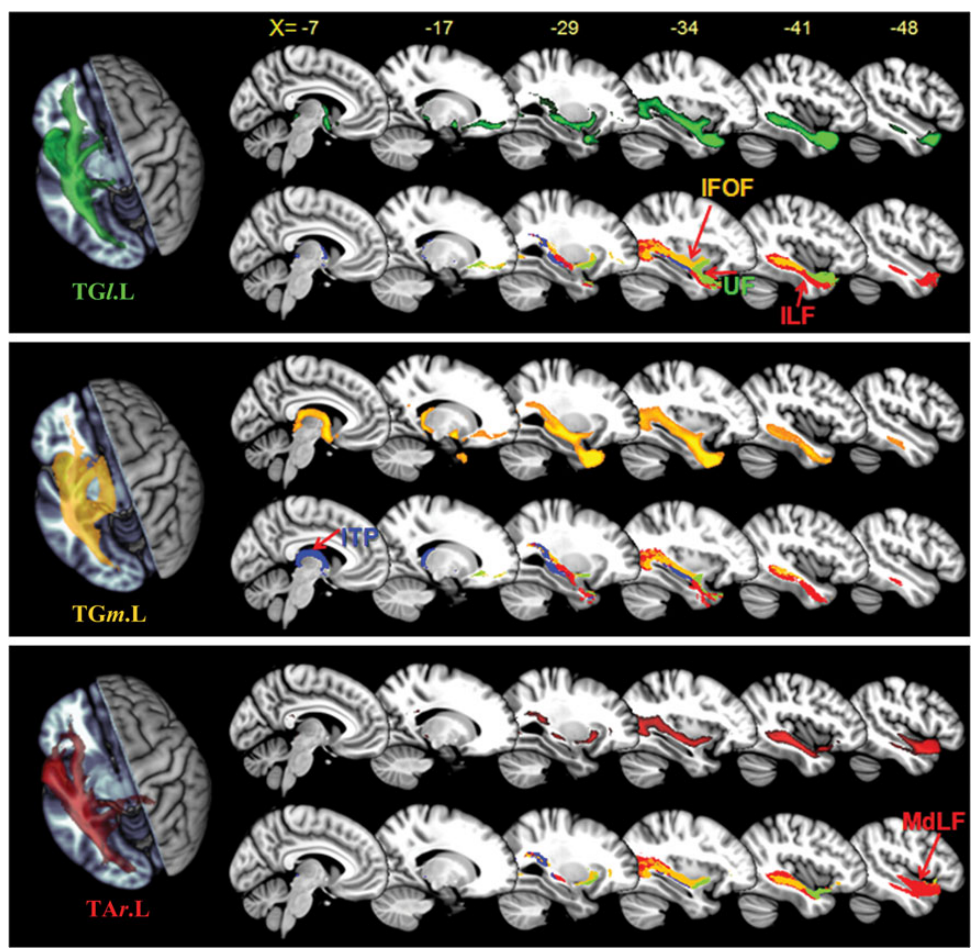 X= -7 -17 -29 -34 -41 -48
IFOF
UF
ILF
TGl.L
ITP
TGm.L
MdLF
TAr.L